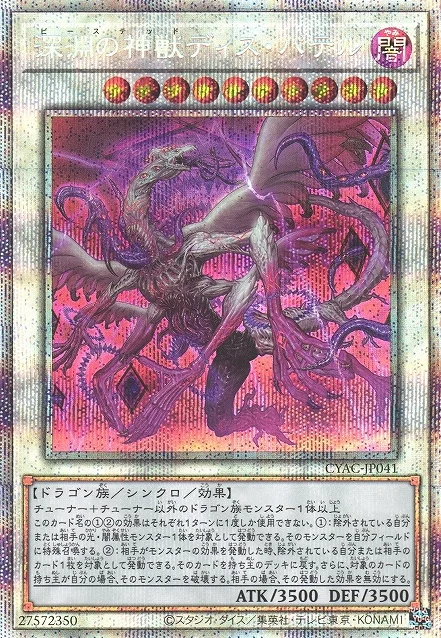 深淵の神獣ディス・パテル
ビーステッド
闇
やみ
CYAC-JP041
【ドラゴン族／シンクロ／効果】
チューナー＋チューナー以外のドラゴン族モンスター1体以上
このカード名の①②の効果はそれぞれ1ターンに1度しか使用できない。①：除外されている自分
または相手の光・闇属性モンスター1体を対象として発動できる。そのモンスターを自分フィールド
に特殊召喚する。②：相手がモンスターの効果を発動した時、除外されている自分または相手の
カード1枚を対象として発動できる。そのカードを持ち主のデッキに戻す。さらに、対象のカードの
持ち主が自分の場合、そのモンスターを破壊する。相手の場合、その発動した効果を無効にする。
ATK/3500 DEF/3500
27572350
©スタジオ・ダイス/集英社・テレビ東京・KONAMI